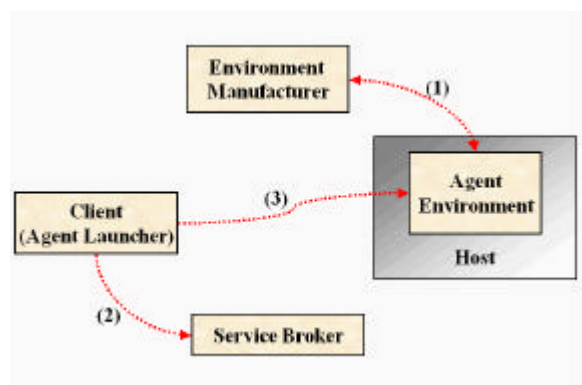 Environment
Manufacturer
(1)
Agent
Environment
Host
(3)
Client
(Agent Launcher)
(2)
Service Broker